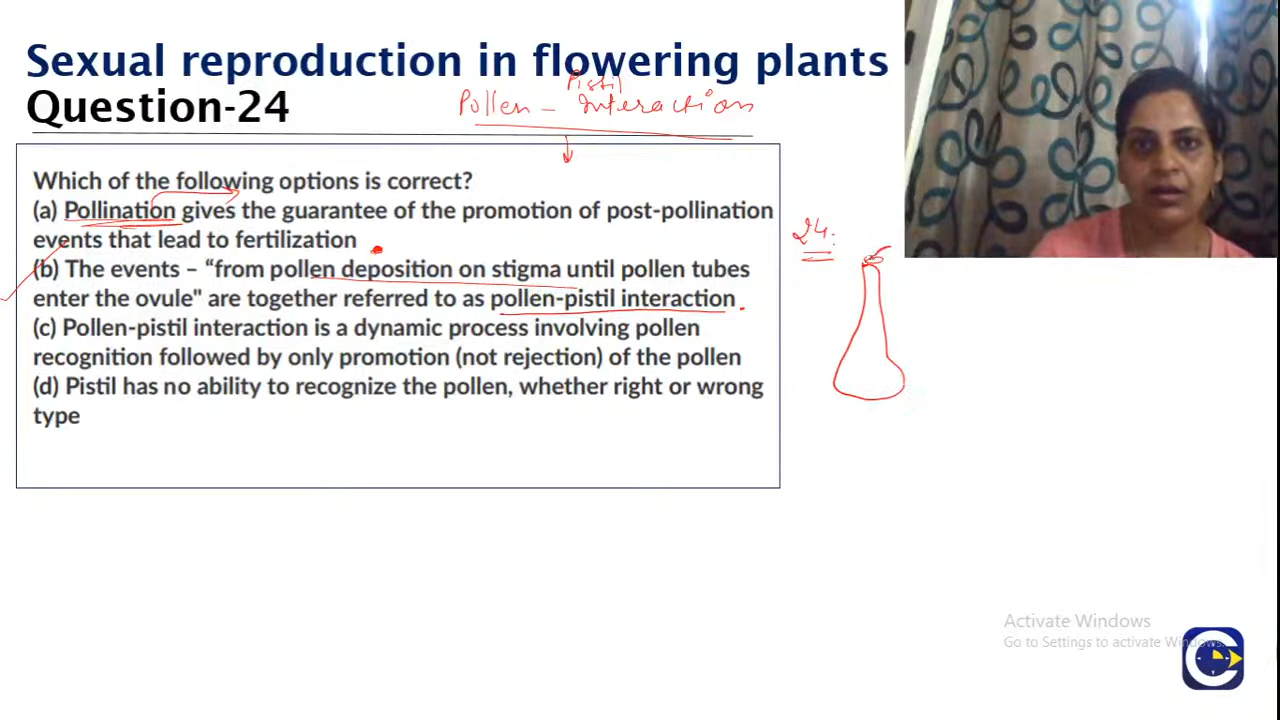 Sexual reproduction in flowering plants
Question-24
Pistil
Pollen - Interaction
Which of the following options is correct?
(a) Pollination gives the guarantee of the promotion of post-pollination
events that lead to fertilization
(b) The events – “from pollen deposition on stigma until pollen tubes
enter the ovule" are together referred to as pollen-pistil interaction
(c) Pollen-pistil interaction is a dynamic process involving pollen
recognition followed by only promotion (not rejection) of the pollen
(d) Pistil has no ability to recognize the pollen, whether right or wrong
type
24:
Activate Windows
Go to Settings to activate Windows.